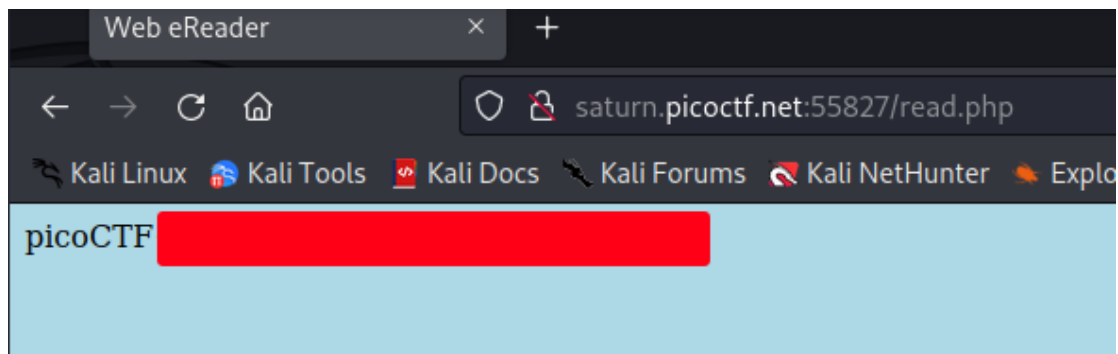 Web eReader
saturn.picoctf.net:55827/read.php
Kali Linux Kali Tools Kali Docs Kali Forums Kali NetHunter Explo
picoCTF